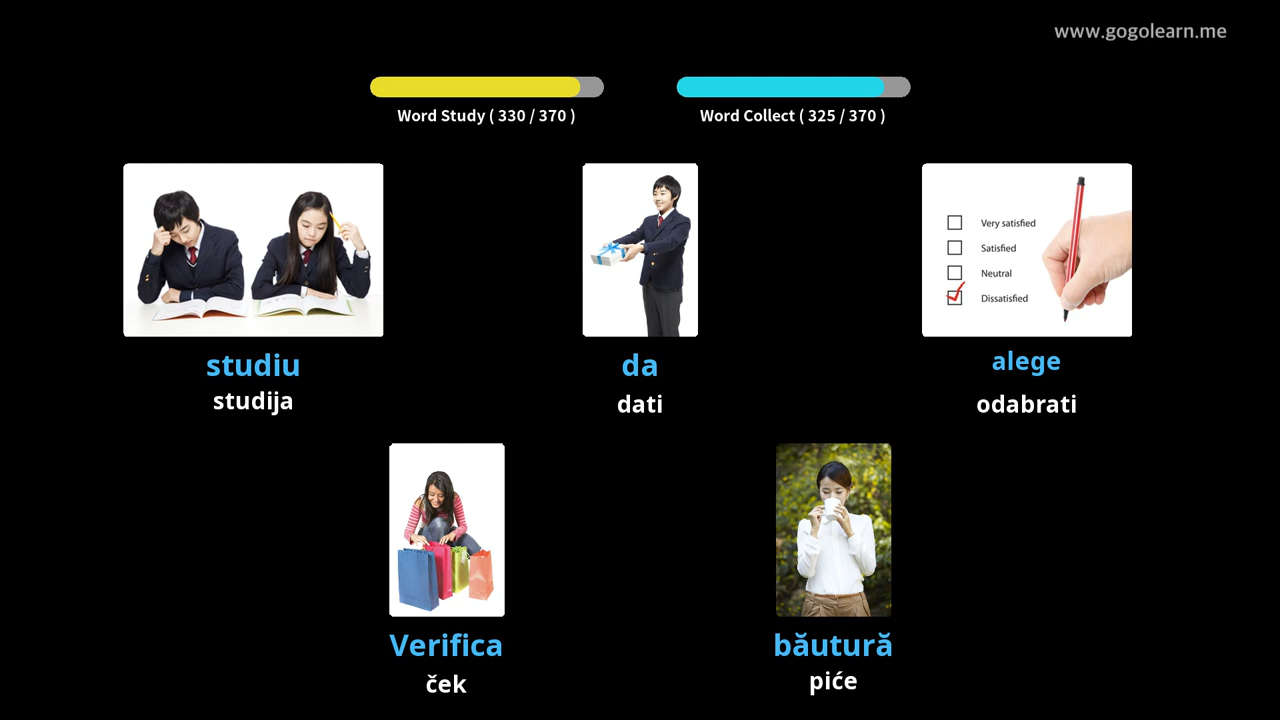 www.gogolearn.me
Word Study ( 330 / 370 )
Word Collect ( 325 / 370 )
Very satisfied
Satisfied
Neutral
Dissatisfied
studiu
studija
da
dati
alege
odabrati
Verifica
ček
băutură
piće